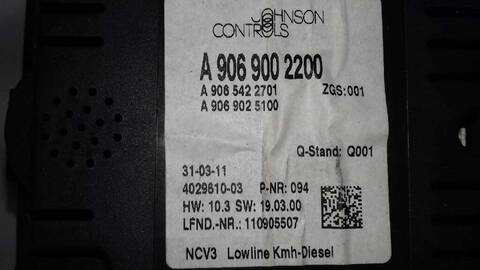 JOHNSON
CONTROLS
A 906 900 2200
A 906 542 2701 ZGS: 001
A 906 902 5100
Q-Stand: Q001
31-03-11
4029610-03 P-NR: 094
HW: 10.3 SW: 19.03.00
LFND.-NR.: 110905507
NCV3 Lowline Kmh-Diesel